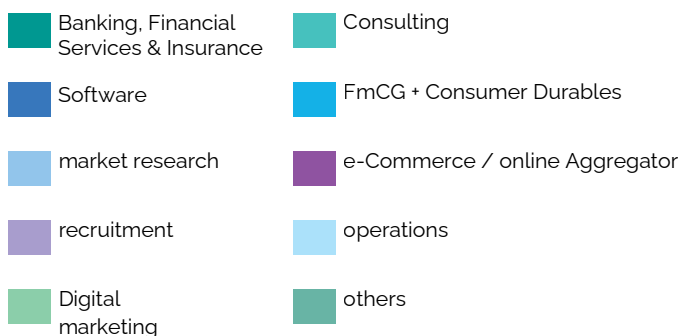 Banking, Financial
Services & Insurance
Consulting
Software
FmCG + Consumer Durables
market research
e-Commerce / online Aggregator
recruitment
operations
Digital
marketing
others